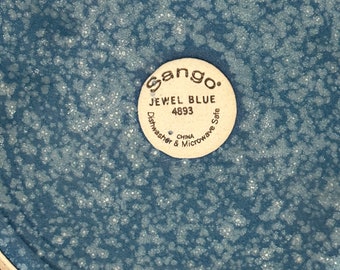 Sango®
JEWEL BLUE
4893
© CHINA
Dishwasher & Microwave Safe